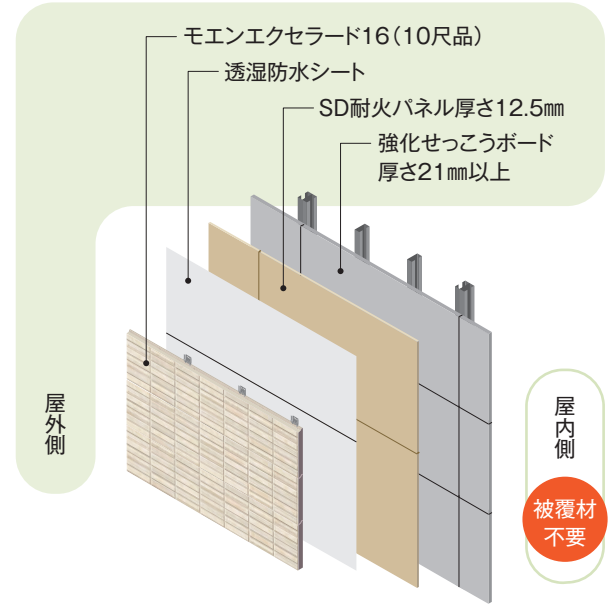 モエンエクセラード16（10尺品）
透湿防水シート
SD耐火パネル厚さ12.5㎜
強化せっこうボード
厚さ21㎜以上
屋外側
屋内側
被覆材
不要